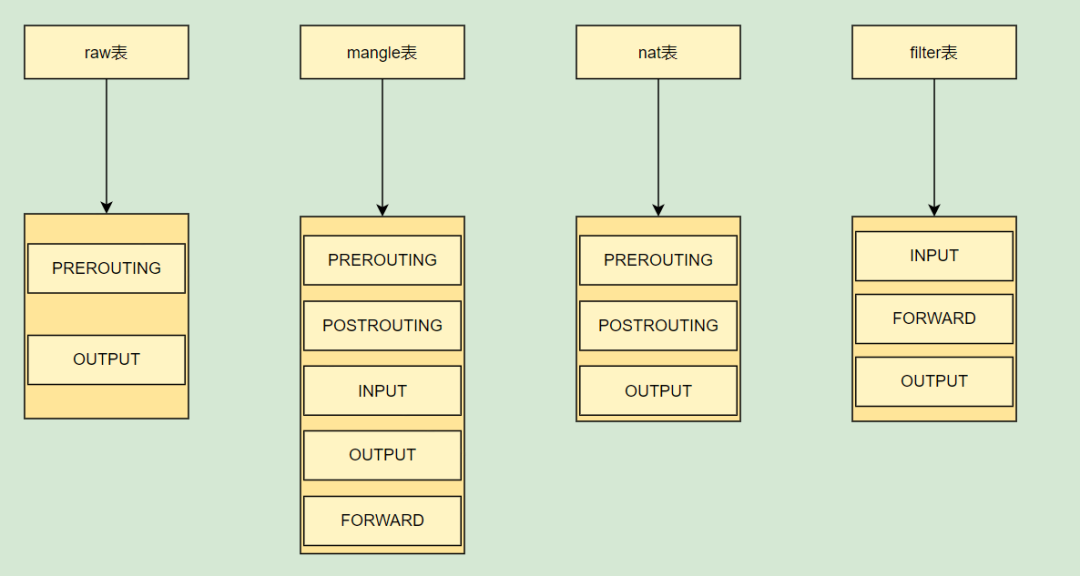 raw表
mangle表
nat表
filter表
PREROUTING
OUTPUT
PREROUTING
POSTROUTING
INPUT
OUTPUT
FORWARD
PREROUTING
POSTROUTING
OUTPUT
INPUT
FORWARD
OUTPUT